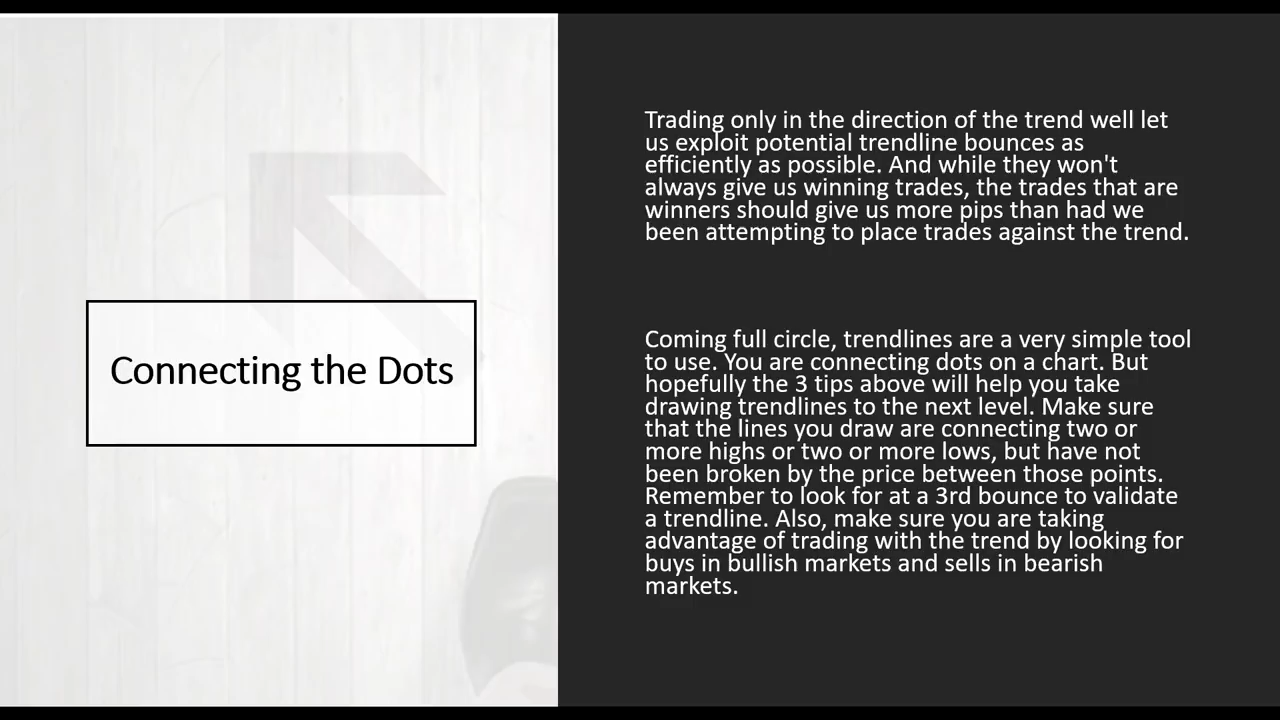 Connecting the Dots
Trading only in the direction of the trend well let
us exploit potential trendline bounces as
efficiently as possible. And while they won't
always give us winning trades, the trades that are
winners should give us more pips than had we
been attempting to place trades against the trend.
Coming full circle, trendlines are a very simple tool
to use. You are connecting dots on a chart. But
hopefully the 3 tips above will help you take
drawing trendlines to the next level. Make sure
that the lines you draw are connecting two or
more highs or two or more lows, but have not
been broken by the price between those points.
Remember to look for at a 3rd bounce to validate
a trendline. Also, make sure you are taking
advantage of trading with the trend by looking for
buys in bullish markets and sells in bearish
markets.